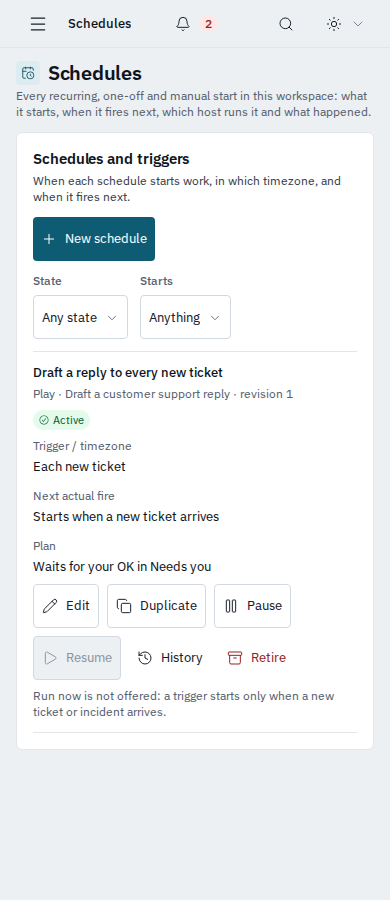 Schedules
2
Schedules
Every recurring, one-off and manual start in this workspace: what
it starts, when it fires next, which host runs it and what happened.
Schedules and triggers
When each schedule starts work, in which timezone, and
when it fires next.
New schedule
State
Starts
Any state
Anything
Draft a reply to every new ticket
Play · Draft a customer support reply · revision 1
Active
Trigger / timezone
Each new ticket
Next actual fire
Starts when a new ticket arrives
Plan
Waits for your OK in Needs you
Edit
Duplicate
Pause
Resume
History
Retire
Run now is not offered: a trigger starts only when a new
ticket or incident arrives.